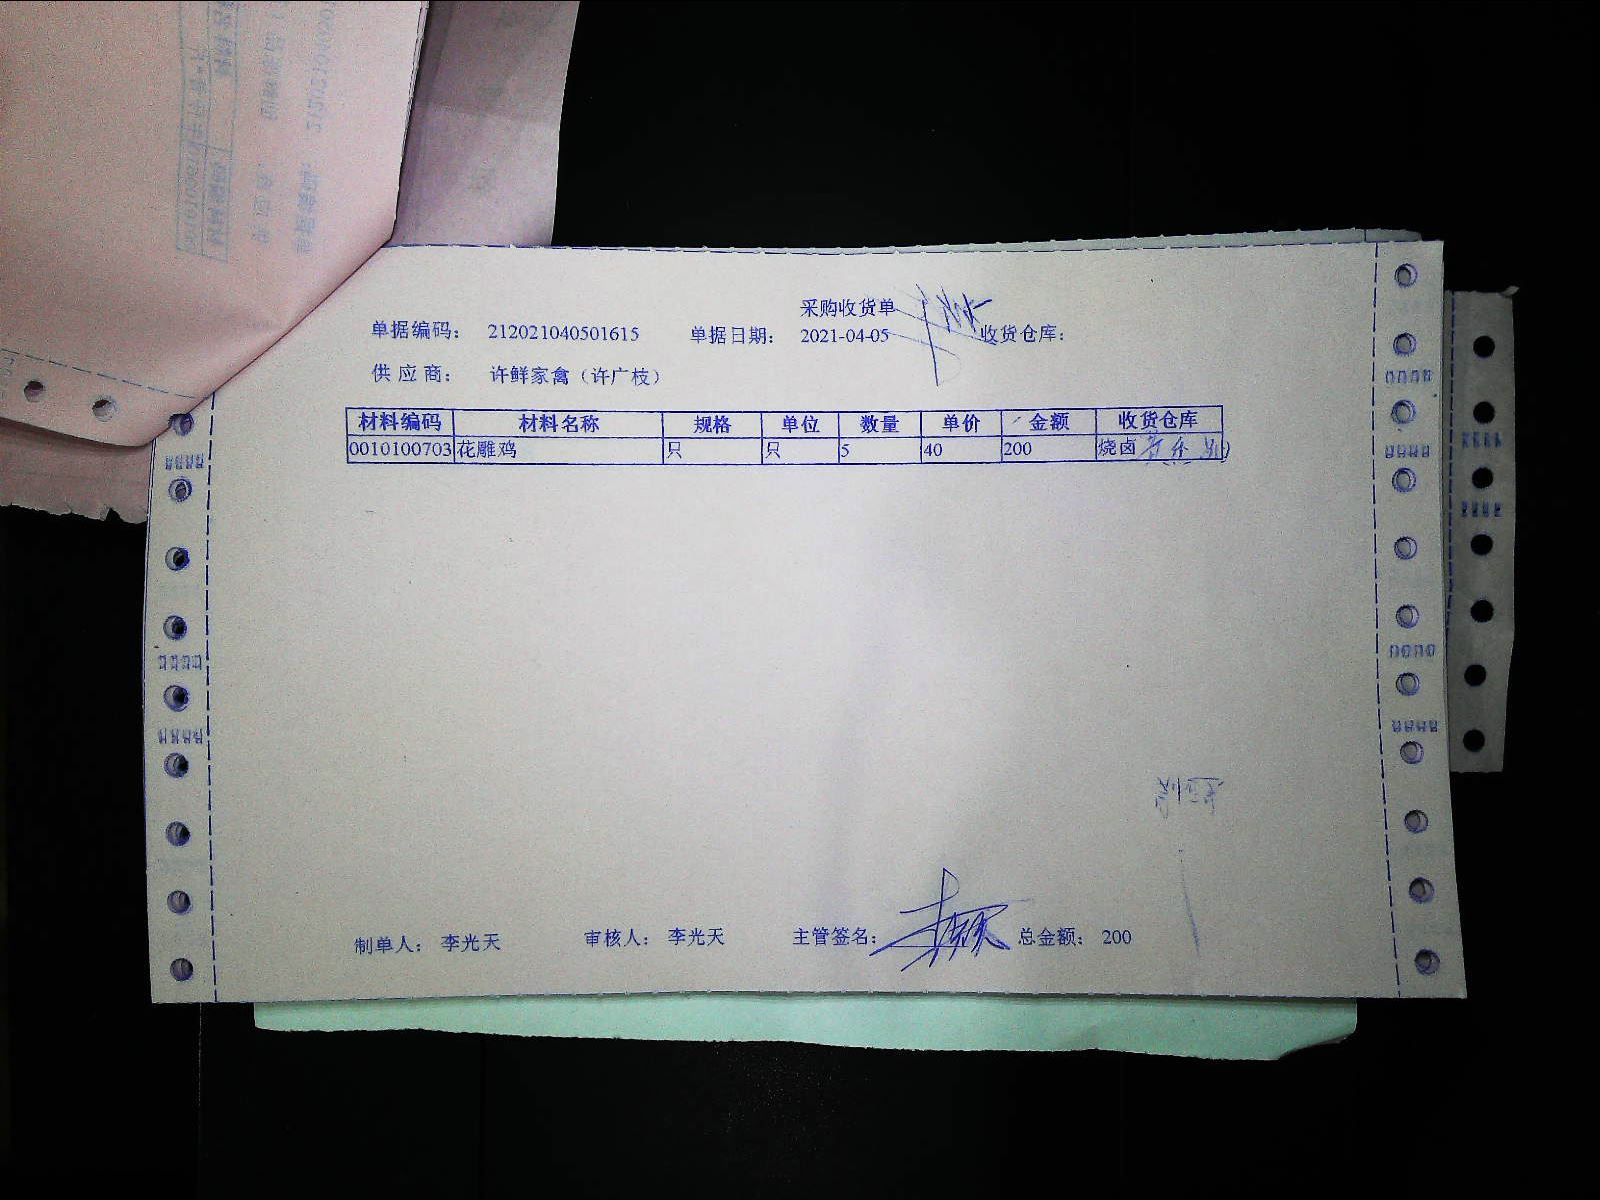 采购收货单
单据编码： 212021040501615 单据日期： 2021-04-05 收货仓库：
供 应 商： 许鲜家禽（许广枝）
材料编码 材料名称 规格 单位 数量 单价 金额 收货仓库
0010100703 花雕鸡 只 只 5 40 200 烧卤
制单人： 李光天 审核人： 李光天 主管签名： 总金额： 200